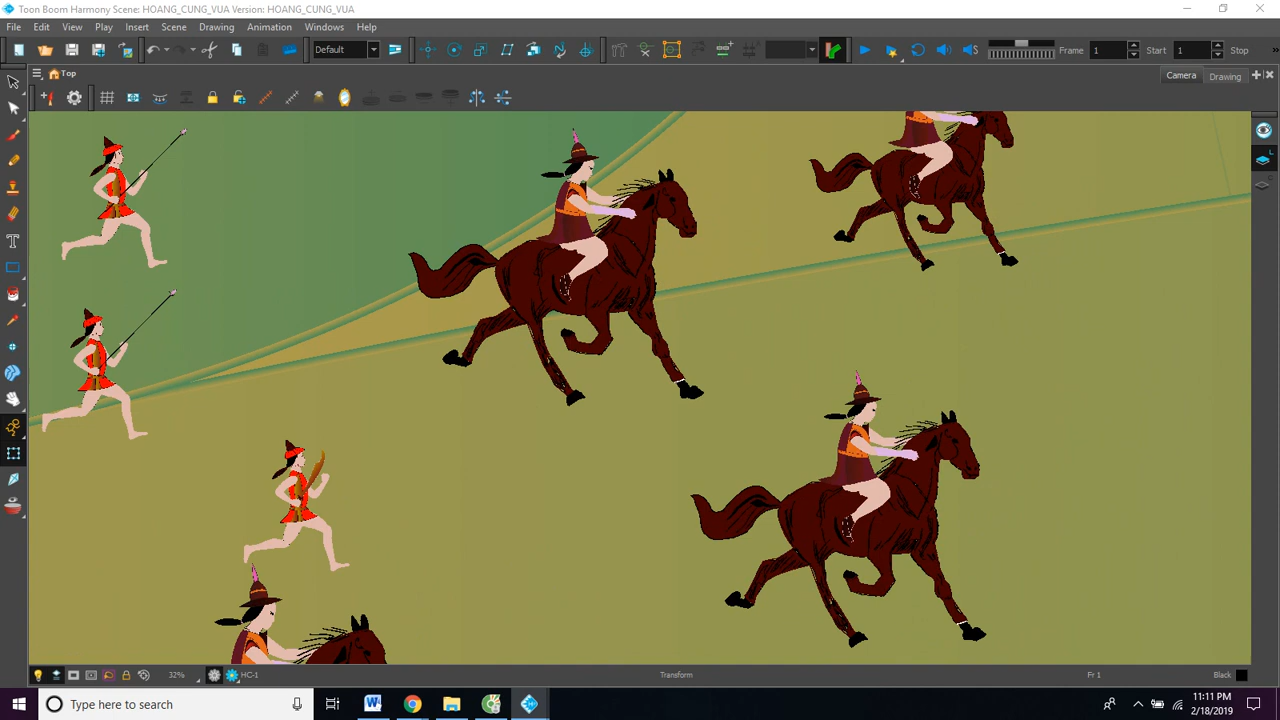 Toon Boom Harmony Scene: HOANG_CUNG_VUA Version: HOANG_CUNG_VUA
File Edit View Play Insert Scene Drawing Animation Windows Help
Default Frame 1 Start 1 Stop »
Top Camera Drawing
32% HC-1 Transform Fr 1 Black
Type here to search
11:11 PM
2/18/2019